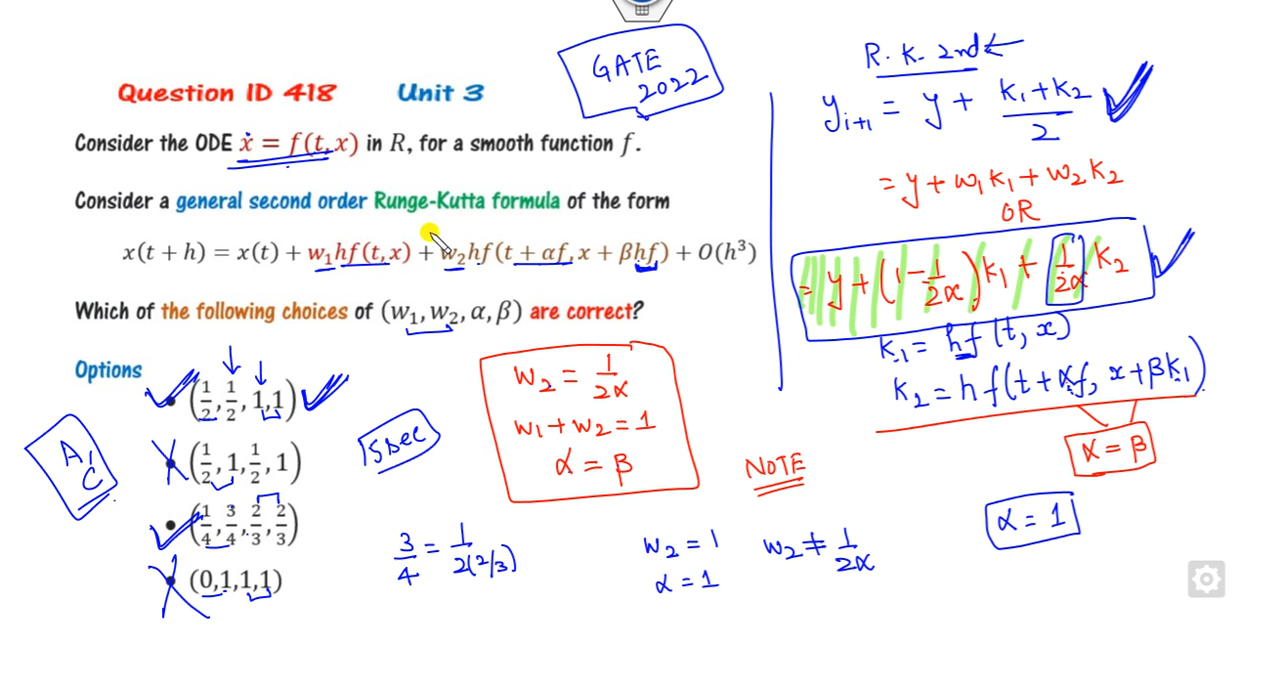 GATE
2022
Question ID 418 Unit 3
Consider the ODE ẋ = f(t, x) in R, for a smooth function f.
Consider a general second order Runge-Kutta formula of the form
x(t + h) = x(t) + w₁hf(t, x) + w₂hf(t + αf, x + βhf) + O(h³)
Which of the following choices of (w₁, w₂, α, β) are correct?
Options
• (1/2, 1/2, 1,1)
• (1/2, 1, 1/2, 1)
• (1/4, 3/4, 2/3, 2/3)
• (0,1,1,1)
A, C
15sec
w₂ = 1/2α
w₁ + w₂ = 1
α = β
3/4 = 1/2(2/3)
R. K. 2nd ←
yᵢ₊₁ = y + k₁+k₂/2
= y + w₁k₁ + w₂k₂
OR
= y + (1 - 1/2α)k₁ + 1/2α k₂
k₁ = hf(t, x)
k₂ = hf(t+αf, x+βk₁)
α = β
NOTE
α = 1
w₂ = 1 w₂ ≠ 1/2α
α = 1